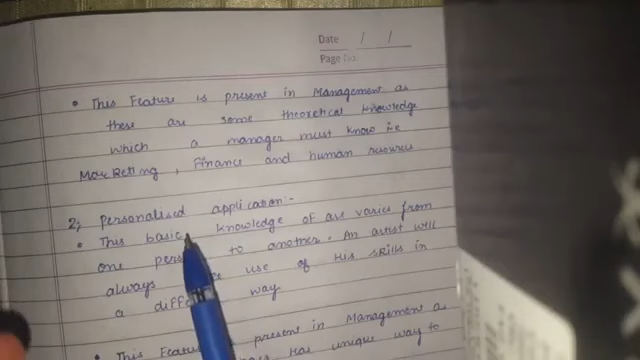 Date / /
Page No.
• This Feature is present in Management as
these are some theoretical knowledge
which a manager must know i.e
Marketing, Finance and human resources
2; personalised application:-
• This basic knowledge of art varies from
one pers to another. An artist will
always use of his skills in
a diff way
• This Featu present in Management as
has unique way to